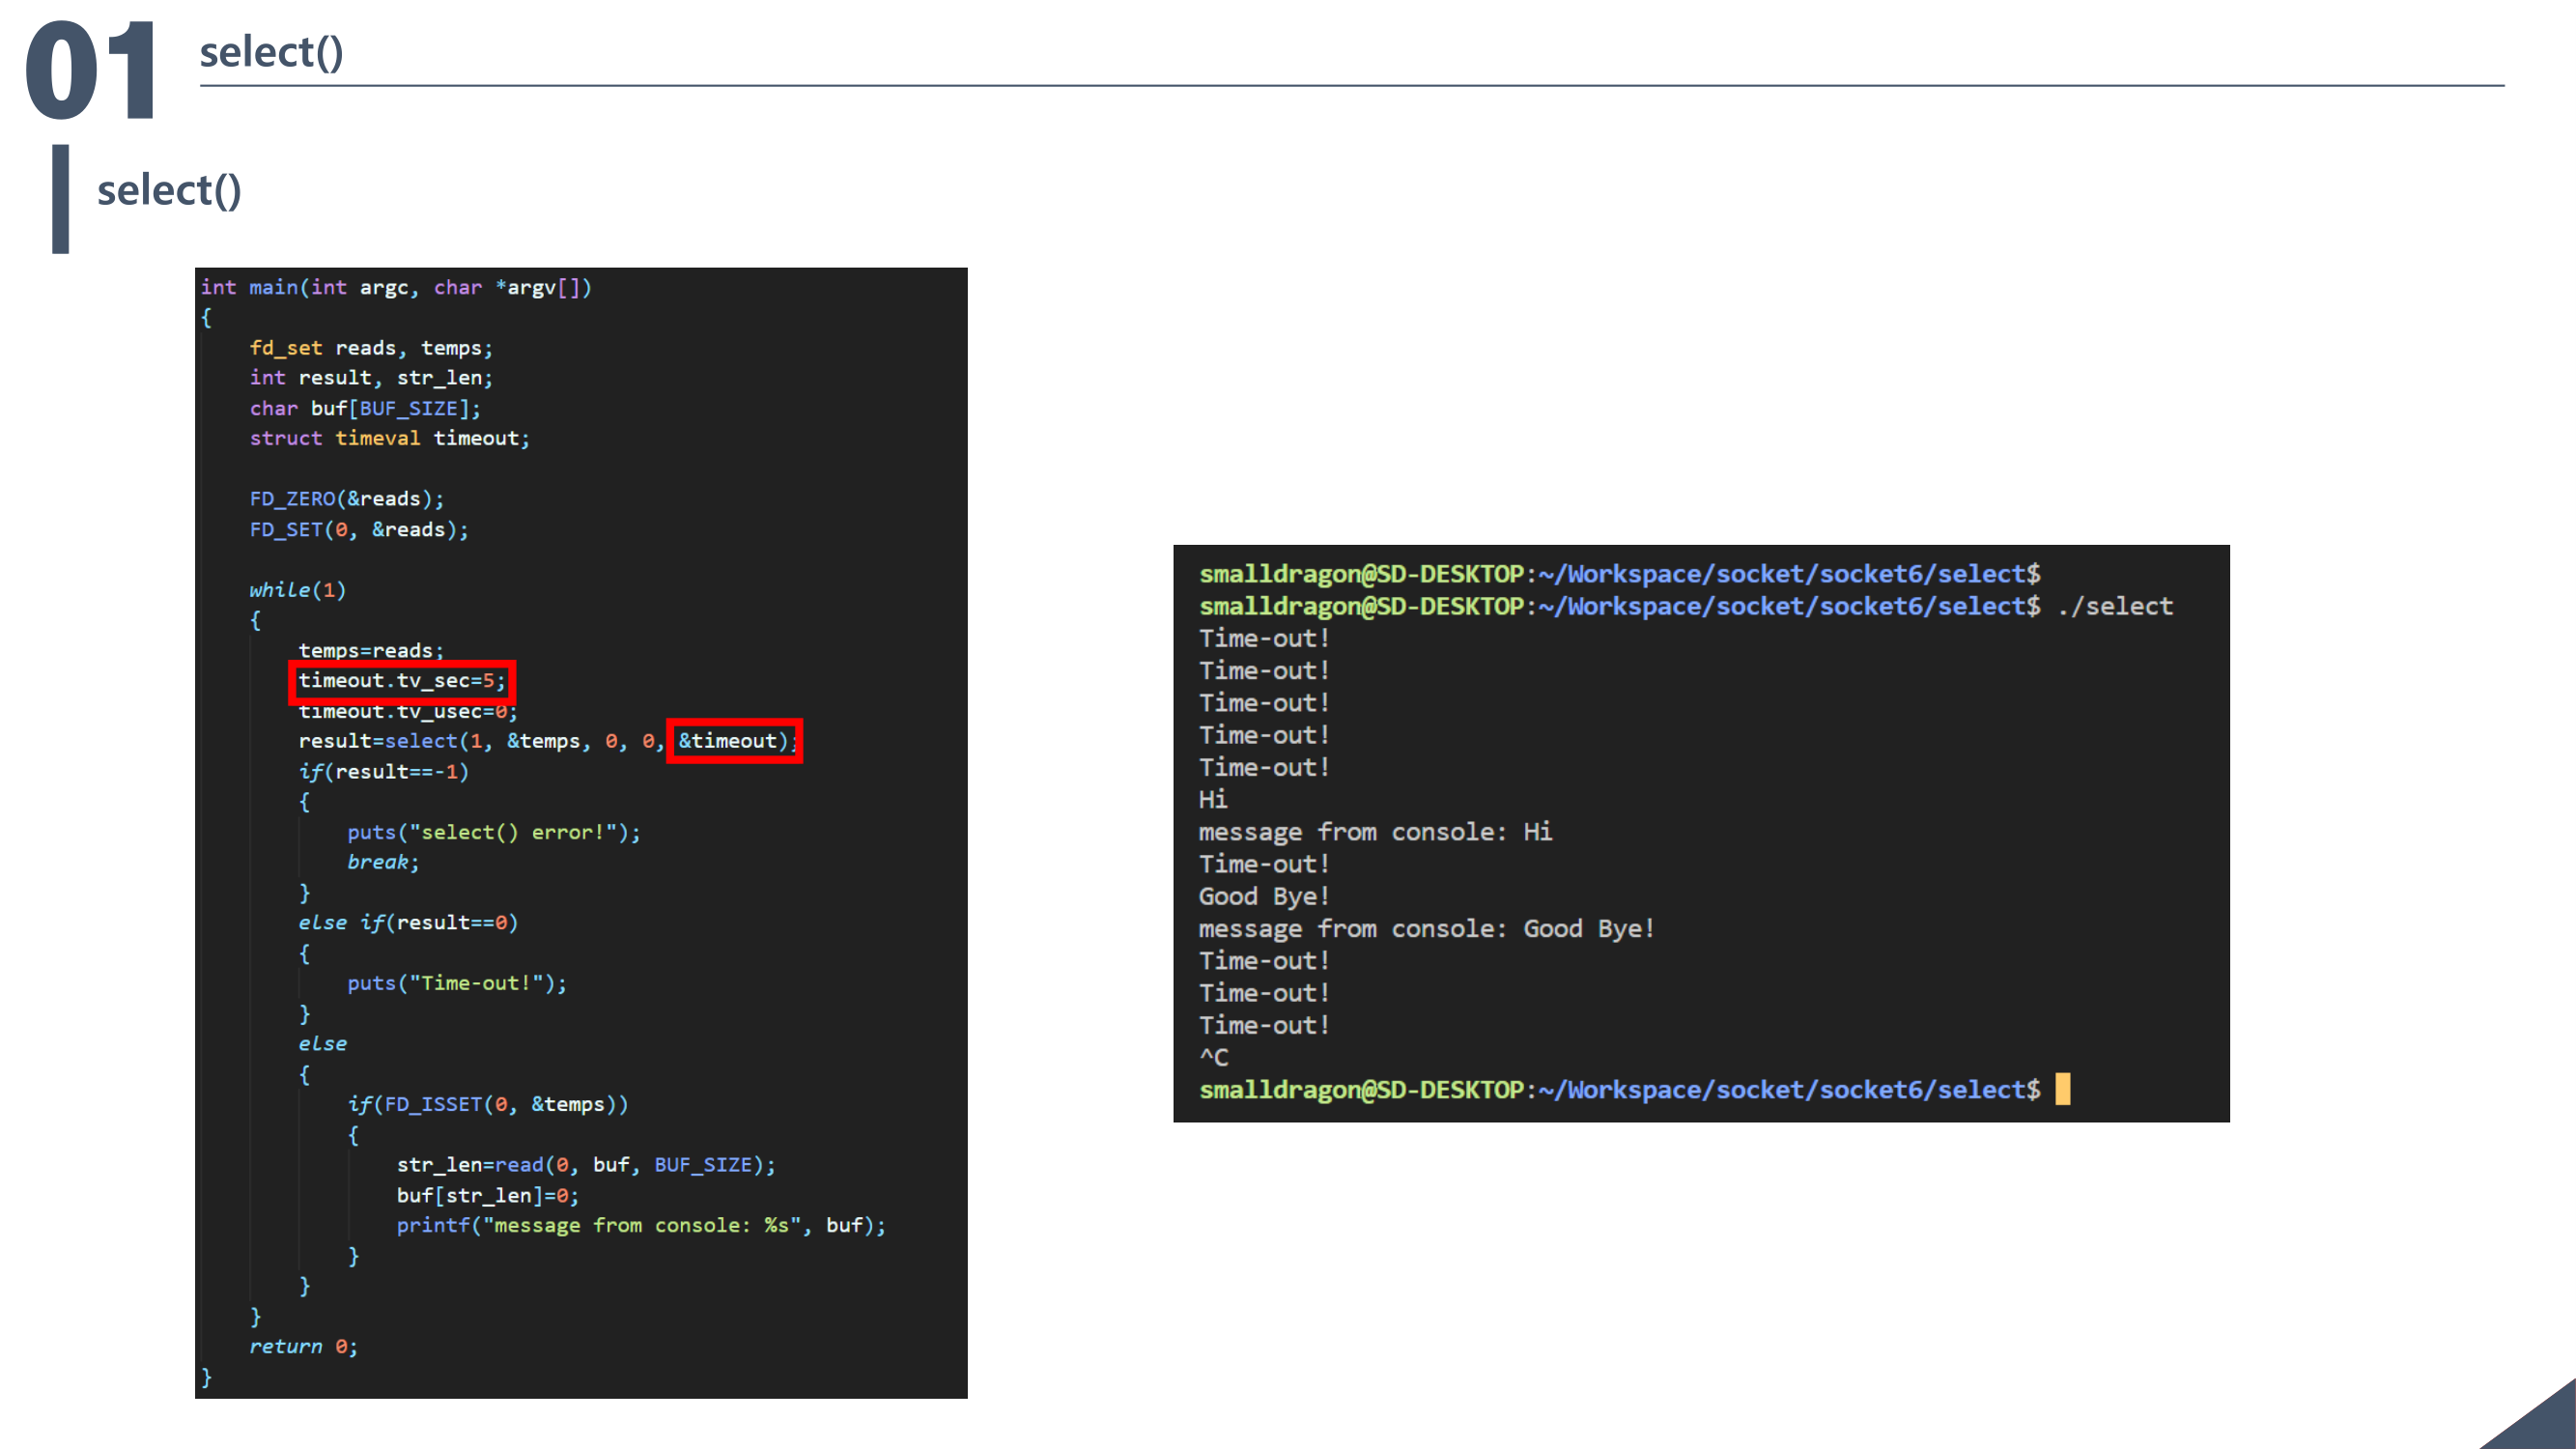 01
select()
select()
int main(int argc, char *argv[])
{
fd_set reads, temps;
int result, str_len;
char buf[BUF_SIZE];
struct timeval timeout;
FD_ZERO(&reads);
FD_SET(0, &reads);
while(1)
{
temps=reads;
timeout.tv_sec=5;
timeout.tv_usec=0;
result=select(1, &temps, 0, 0, &timeout);
if(result==-1)
{
puts("select() error!");
break;
}
else if(result==0)
{
puts("Time-out!");
}
else
{
if(FD_ISSET(0, &temps))
{
str_len=read(0, buf, BUF_SIZE);
buf[str_len]=0;
printf("message from console: %s", buf);
}
}
}
return 0;
}
smalldragon@SD-DESKTOP:~/Workspace/socket/socket6/select$
smalldragon@SD-DESKTOP:~/Workspace/socket/socket6/select$ ./select
Time-out!
Time-out!
Time-out!
Time-out!
Time-out!
Hi
message from console: Hi
Time-out!
Good Bye!
message from console: Good Bye!
Time-out!
Time-out!
Time-out!
^C
smalldragon@SD-DESKTOP:~/Workspace/socket/socket6/select$